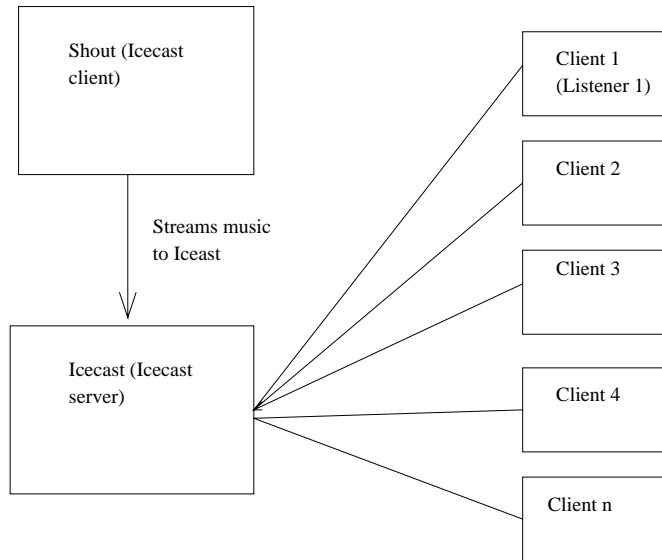 Shout (Icecast
client)
Streams music
to Iceast
Icecast (Icecast
server)
Client 1
(Listener 1)
Client 2
Client 3
Client 4
Client n